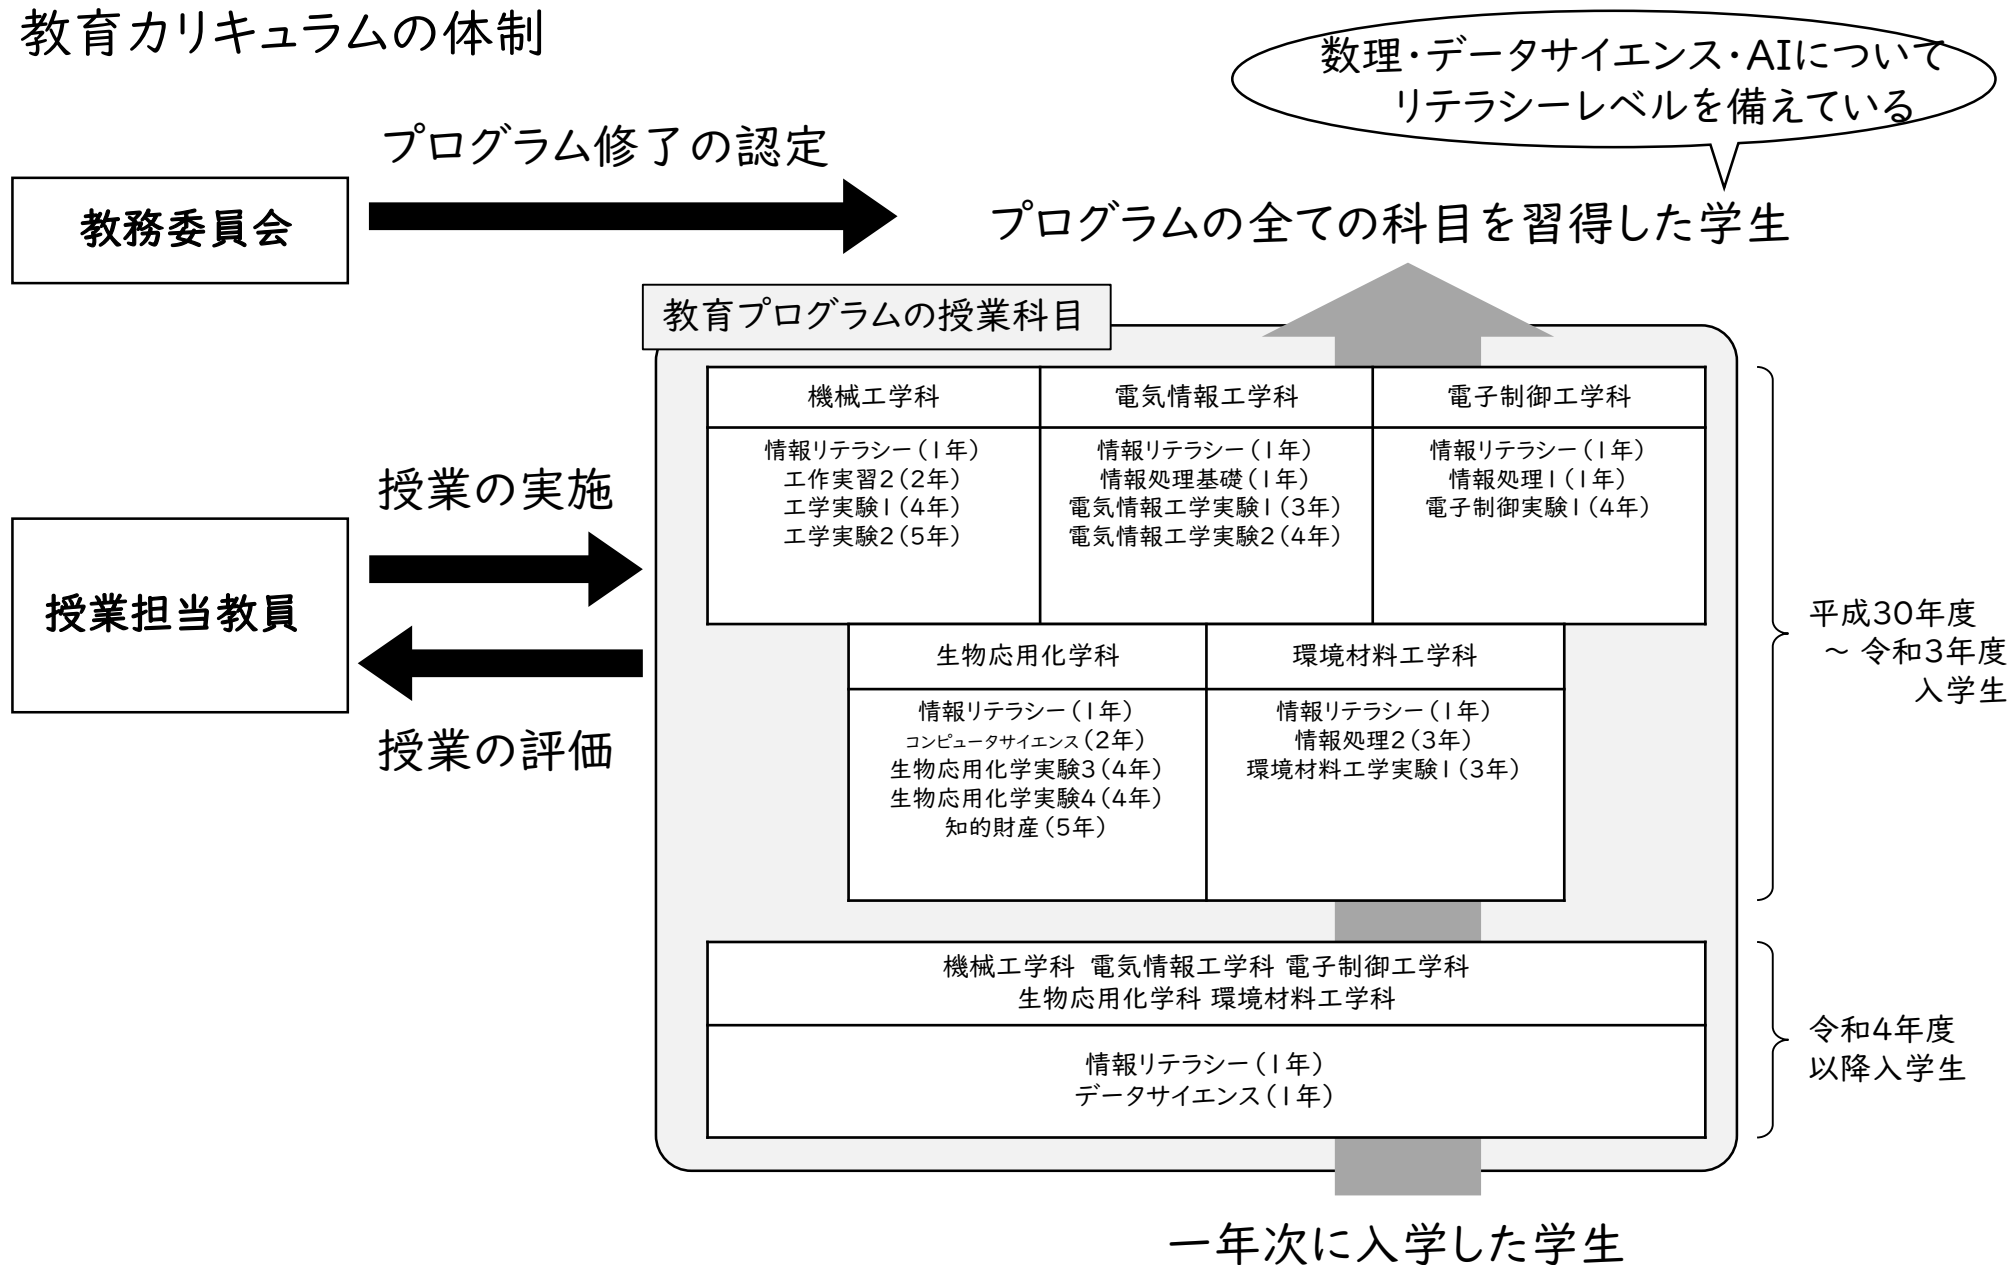 教育カリキュラムの体制
数理・データサイエンス・AIについて
リテラシーレベルを備えている
プログラム修了の認定
教務委員会
プログラムの全ての科目を習得した学生
教育プログラムの授業科目
機械工学科
情報リテラシー(1年)
工作実習2(2年)
工学実験1(4年)
工学実験2(5年)
電気情報工学科
情報リテラシー(1年)
情報処理基礎(1年)
電気情報工学実験1(3年)
電気情報工学実験2(4年)
電子制御工学科
情報リテラシー(1年)
情報処理1(1年)
電子制御実験1(4年)
授業の実施
授業担当教員
授業の評価
生物応用化学科
情報リテラシー(1年)
コンピュータサイエンス(2年)
生物応用化学実験3(4年)
生物応用化学実験4(4年)
知的財産(5年)
環境材料工学科
情報リテラシー(1年)
情報処理2(3年)
環境材料工学実験1(3年)
平成30年度
～ 令和3年度
入学生
機械工学科 電気情報工学科 電子制御工学科
生物応用化学科 環境材料工学科
情報リテラシー(1年)
データサイエンス(1年)
令和4年度
以降入学生
一年次に入学した学生